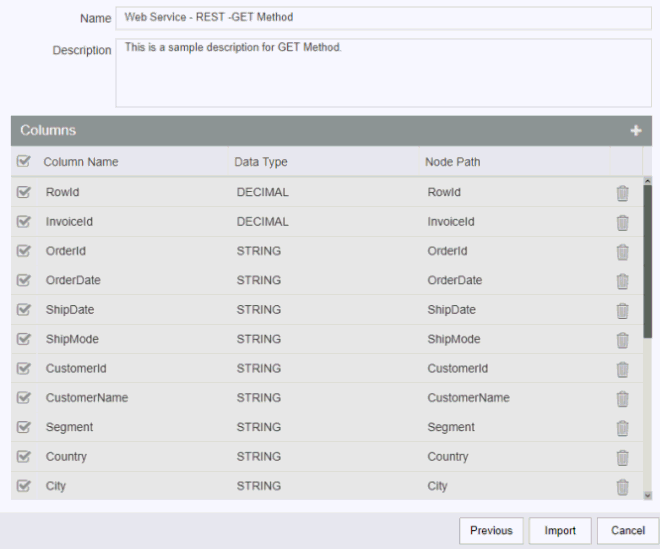 Name Web Service - REST -GET Method
Description This is a sample description for GET Method.
Columns +
Column Name Data Type Node Path
RowId DECIMAL RowId
InvoiceId DECIMAL InvoiceId
OrderId STRING OrderId
OrderDate STRING OrderDate
ShipDate STRING ShipDate
ShipMode STRING ShipMode
CustomerId STRING CustomerId
CustomerName STRING CustomerName
Segment STRING Segment
Country STRING Country
City STRING City
Previous Import Cancel